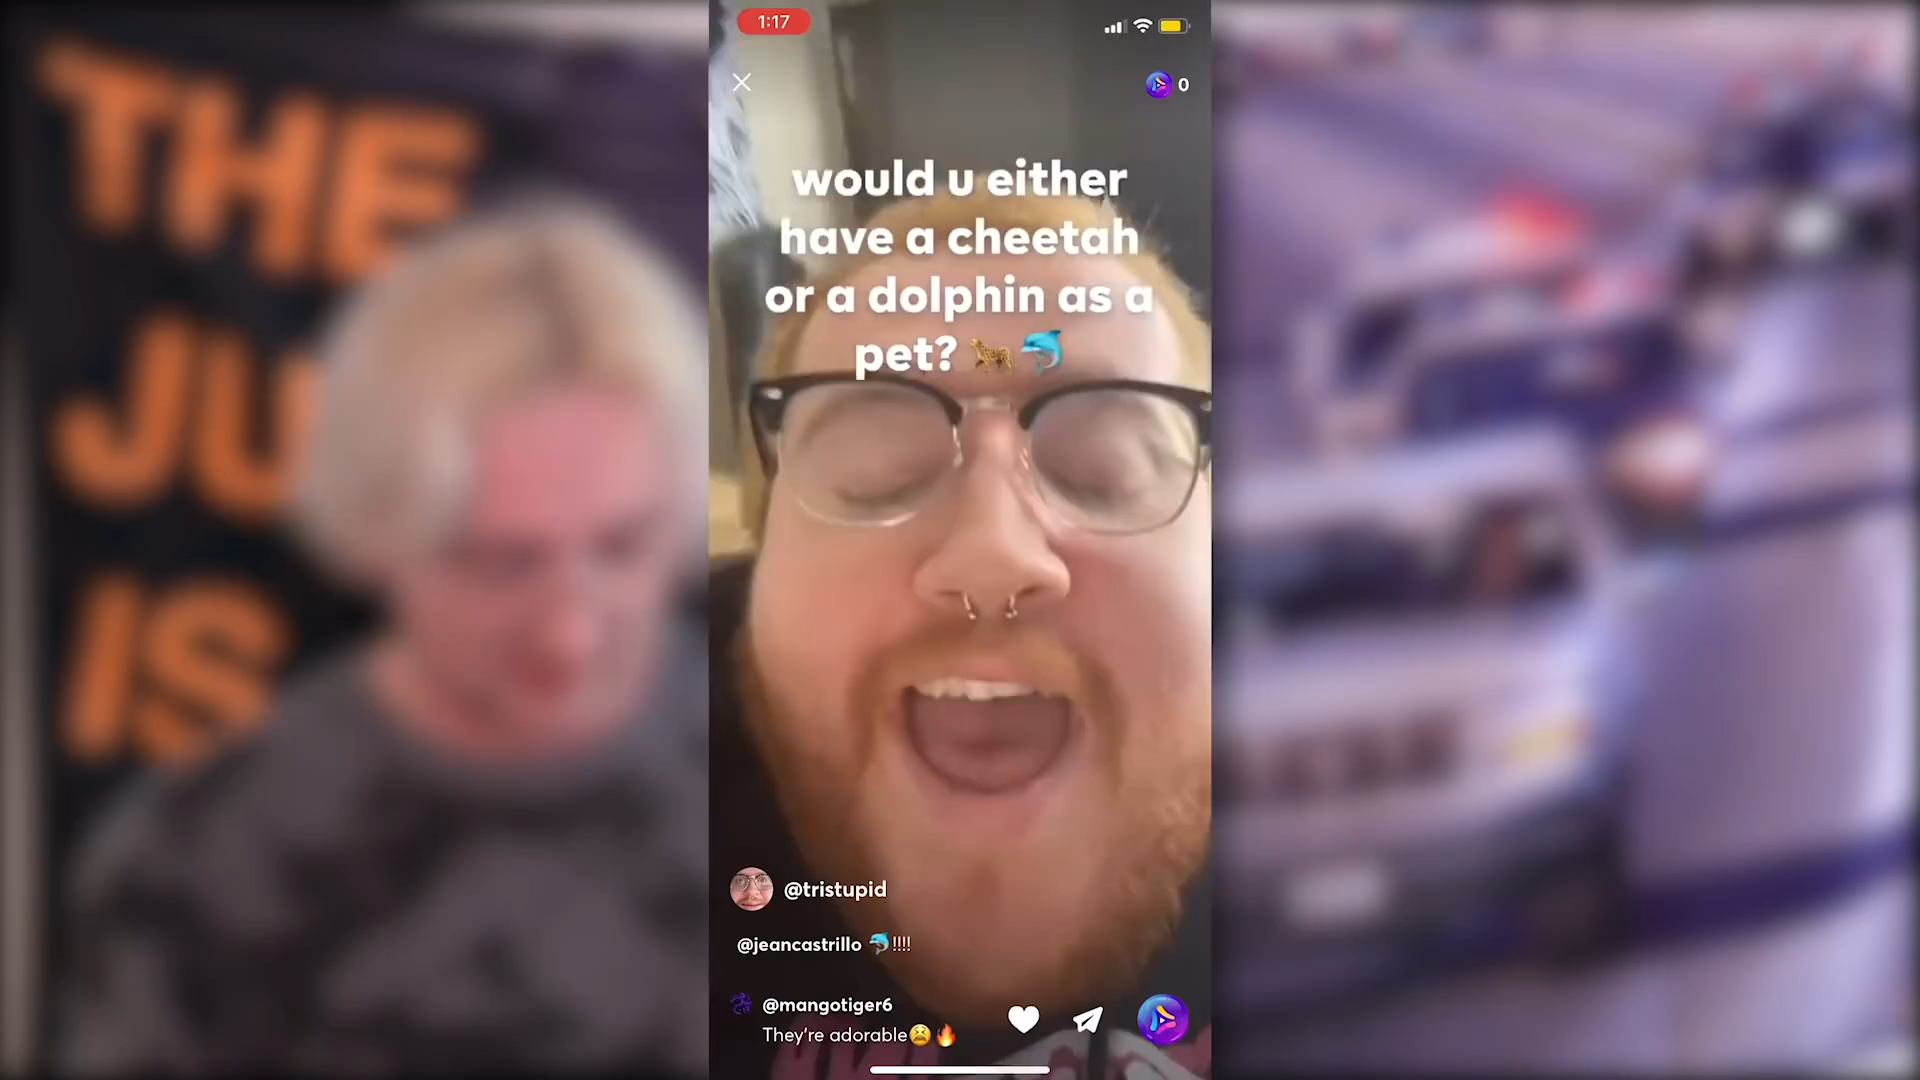 1:17
0
would u either
have a cheetah
or a dolphin as a
pet? 🐆🐬
THE
JU
IS
@tristupid
@jeancastrillo 🐬!!!!
@mangotiger6
They're adorable😫🔥